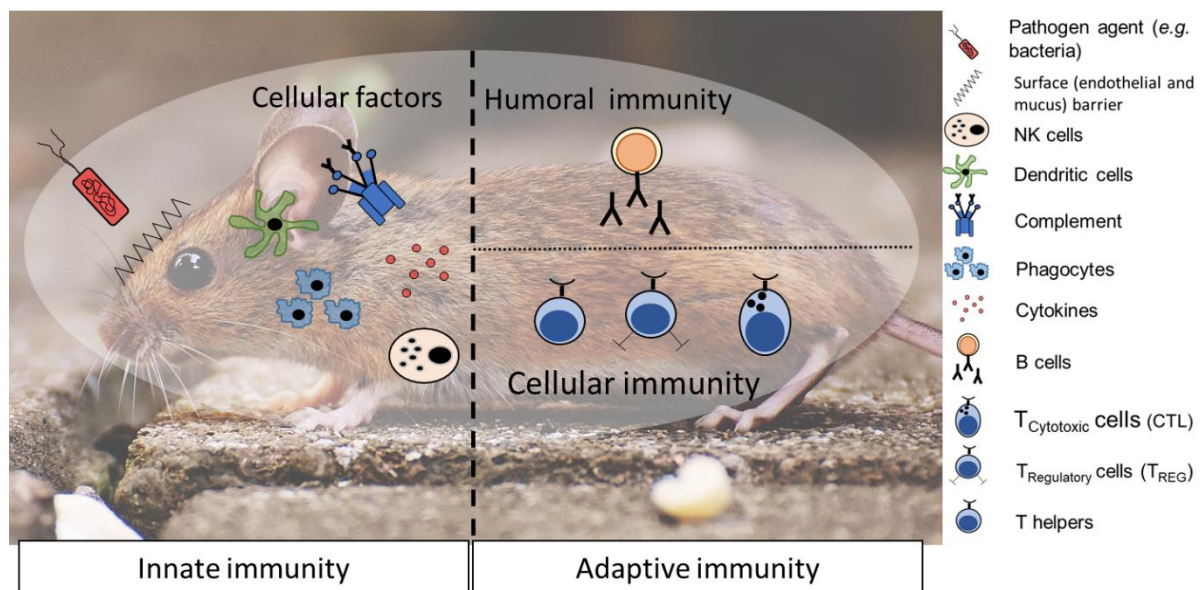 Cellular factors
Humoral immunity
Cellular immunity
Innate immunity
Adaptive immunity
Pathogen agent (e.g.
bacteria)
Surface (endothelial and
mucus) barrier
NK cells
Dendritic cells
Complement
Phagocytes
Cytokines
B cells
TCytotoxic cells (CTL)
TRegulatory cells (TREG)
T helpers